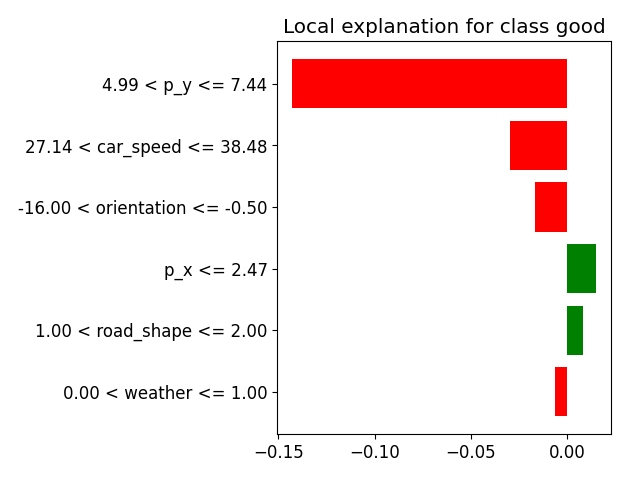 Local explanation for class good
4.99 < p_y <= 7.44
27.14 < car_speed <= 38.48
-16.00 < orientation <= -0.50
p_x <= 2.47
1.00 < road_shape <= 2.00
0.00 < weather <= 1.00
−0.15 −0.10 −0.05 0.00